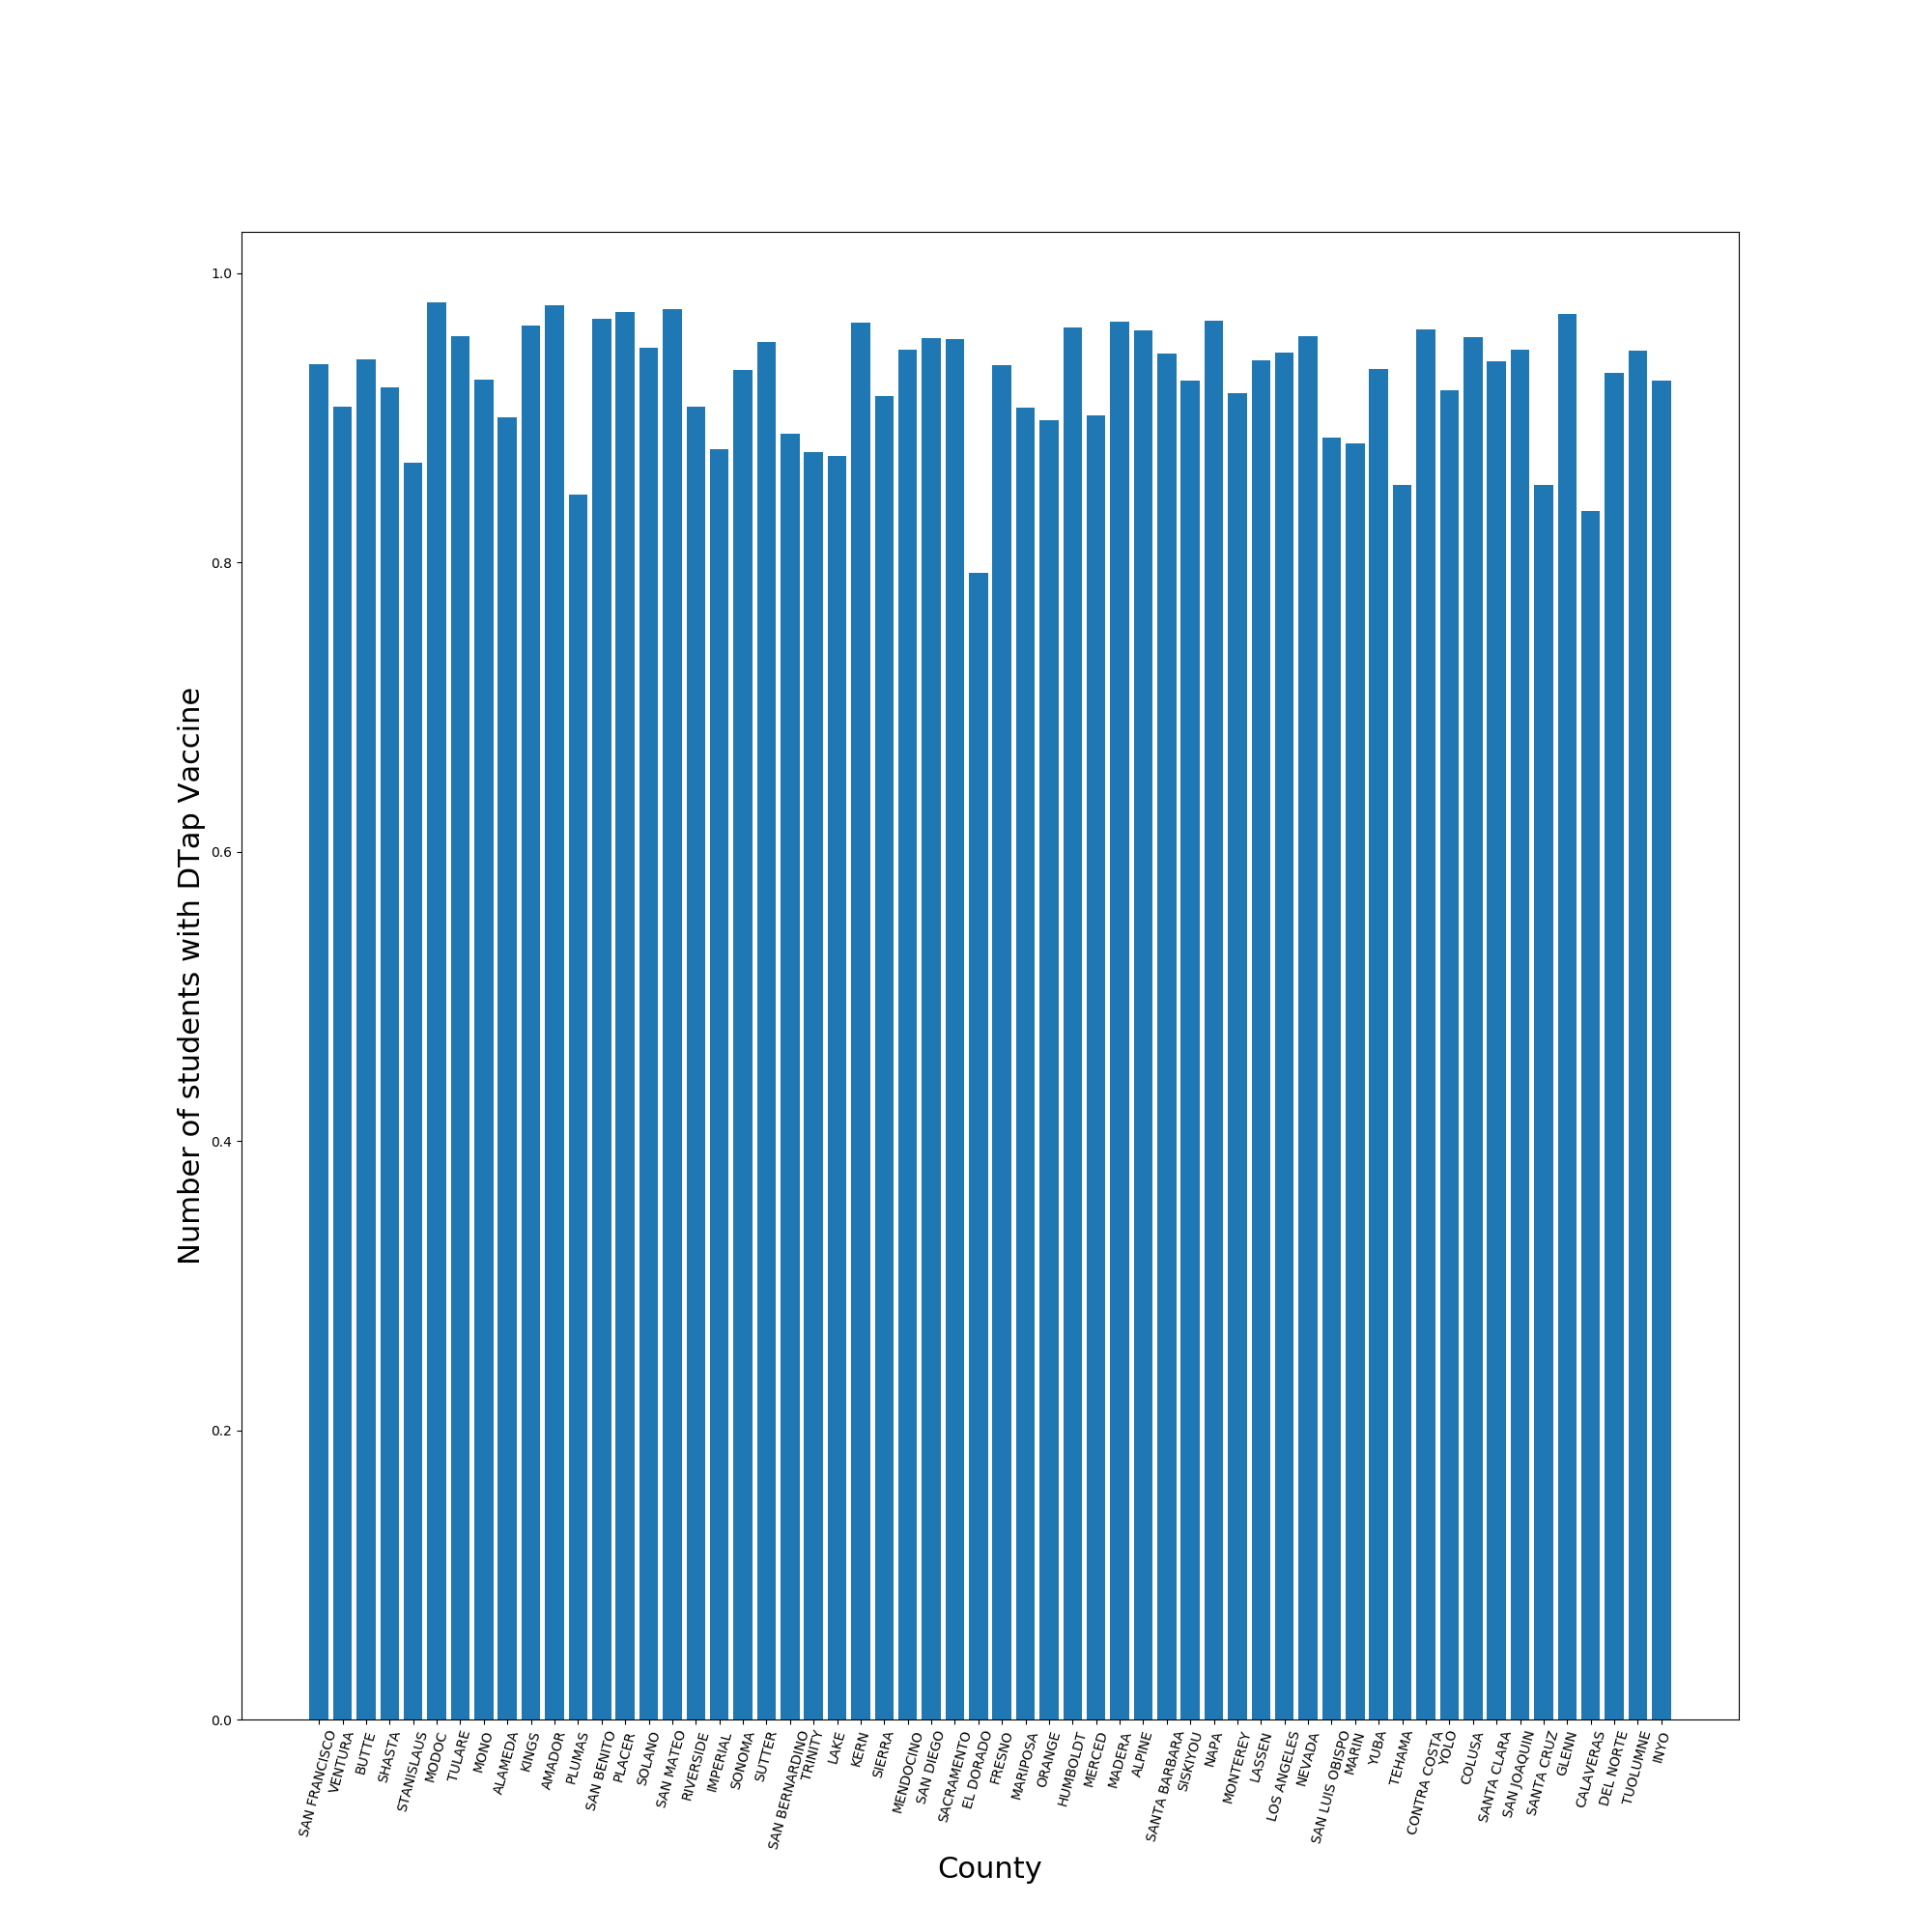 Number of students with DTap Vaccine
1.0
0.8
0.6
0.4
0.2
0.0
SAN FRANCISCO
VENTURA
BUTTE
SHASTA
STANISLAUS
MODOC
TULARE
MONO
ALAMEDA
KINGS
AMADOR
PLUMAS
SAN BENITO
PLACER
SOLANO
SAN MATEO
RIVERSIDE
IMPERIAL
SONOMA
SUTTER
SAN BERNARDINO
TRINITY
LAKE
KERN
SIERRA
MENDOCINO
SAN DIEGO
SACRAMENTO
EL DORADO
FRESNO
MARIPOSA
ORANGE
HUMBOLDT
MERCED
MADERA
ALPINE
SANTA BARBARA
SISKIYOU
NAPA
MONTEREY
LASSEN
LOS ANGELES
NEVADA
SAN LUIS OBISPO
MARIN
YUBA
TEHAMA
CONTRA COSTA
YOLO
COLUSA
SANTA CLARA
SAN JOAQUIN
SANTA CRUZ
GLENN
CALAVERAS
DEL NORTE
TUOLUMNE
INYO
County